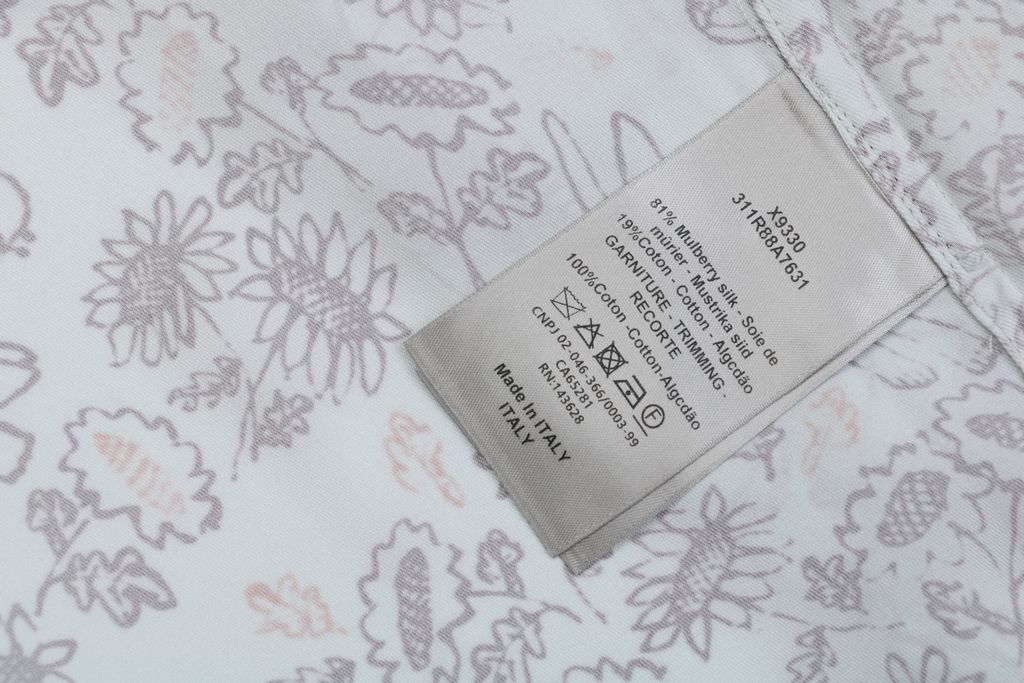 X9330
311R88A7631
81% Mulberry silk - Soie de
mûrier - Mustrika siid
19%Coton - Cotton - Algcdão
GARNITURE - TRIMMING -
RECORTE
100%Coton -Cotton-Algcdão
F
CNPJ 02-046-366/0003-99
CA65281
RN:143628
Made In ITALY
ITALY